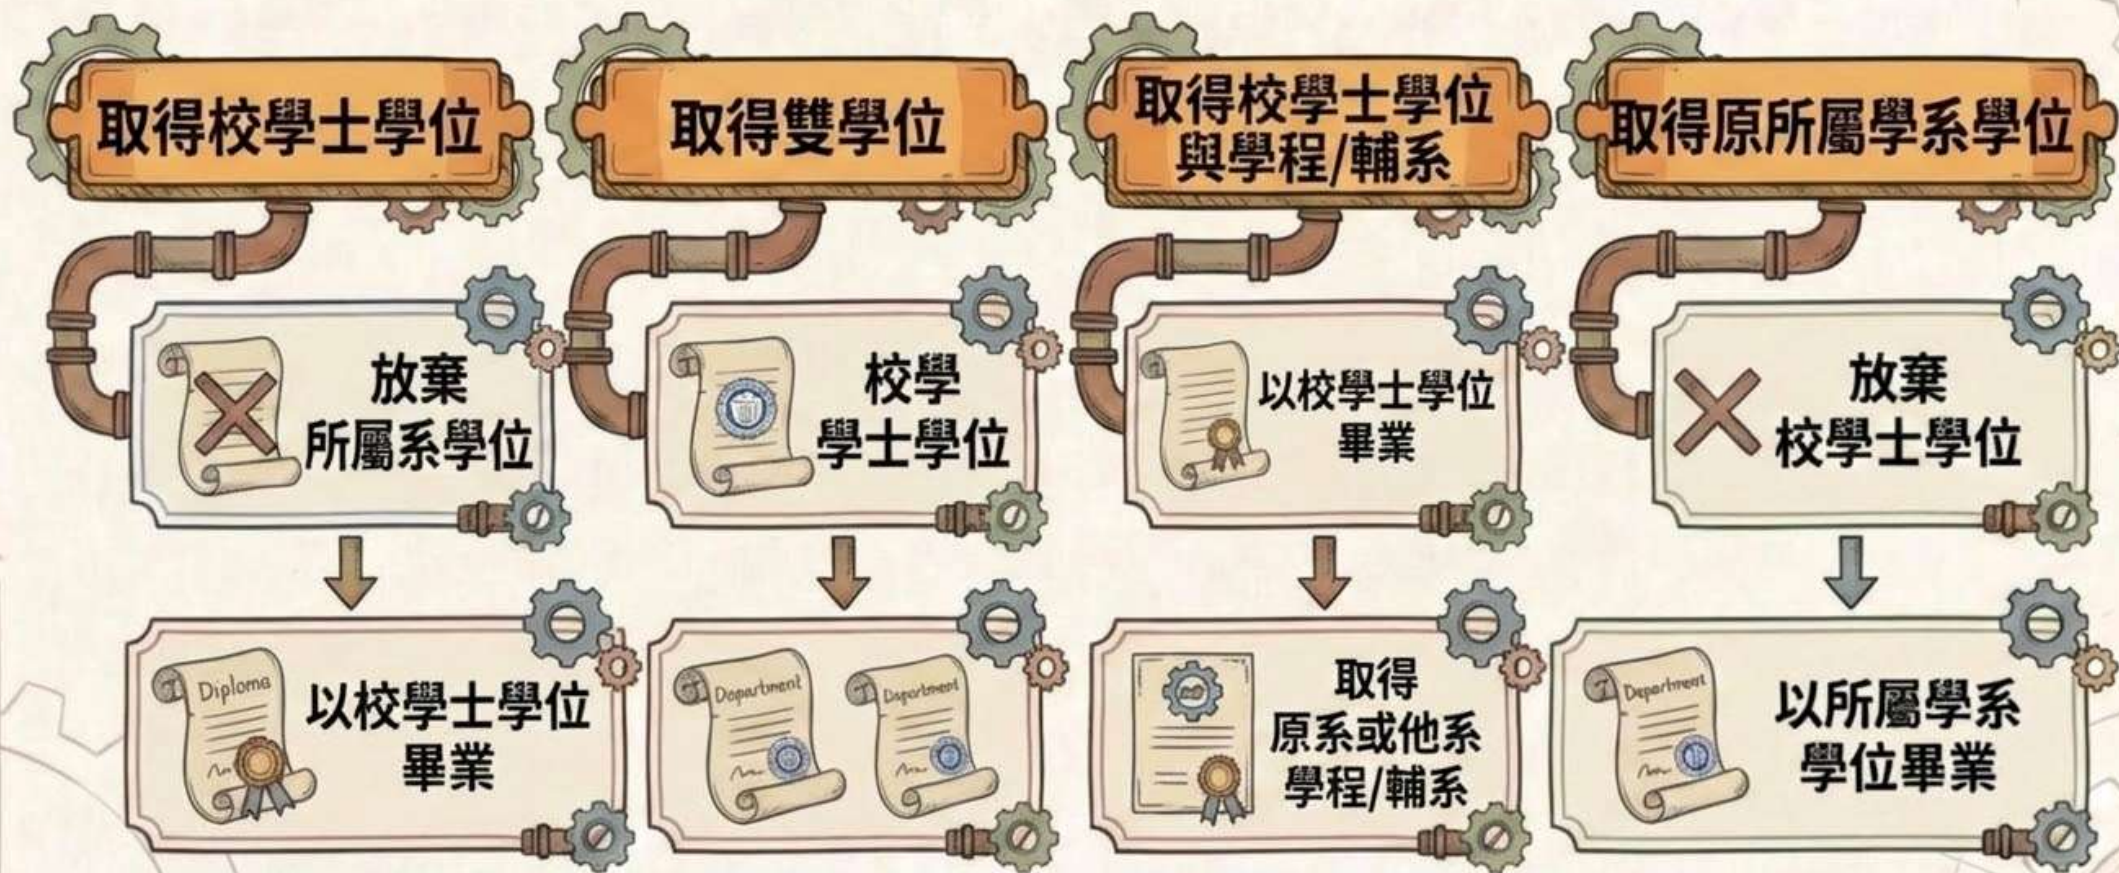 取得校學士學位
放棄
所屬系學位
Diploma
以校學士學位
畢業
取得雙學位
校學
學士學位
Dopartment
Dopartment
取得校學士學位
與學程/輔系
以校學士學位
畢業
取得
原系或他系
學程/輔系
取得原所屬學系學位
放棄
校學士學位
Department
以所屬學系
學位畢業